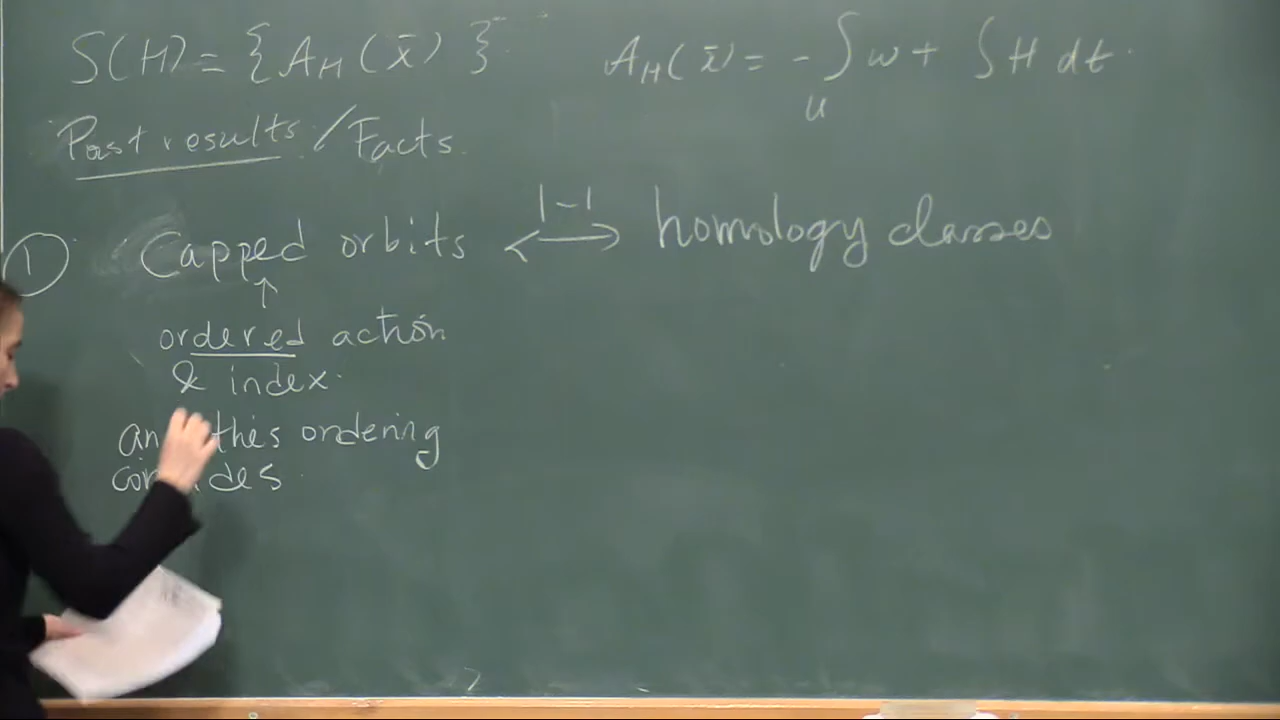 S(H) = {A_H(x̄)} A_H(x̄) = - ∫_u ω + ∫ H dt.
Past results / Facts.
① Capped orbits ⟷ 1-1 homology classes
↑
ordered action
& index.
this ordering